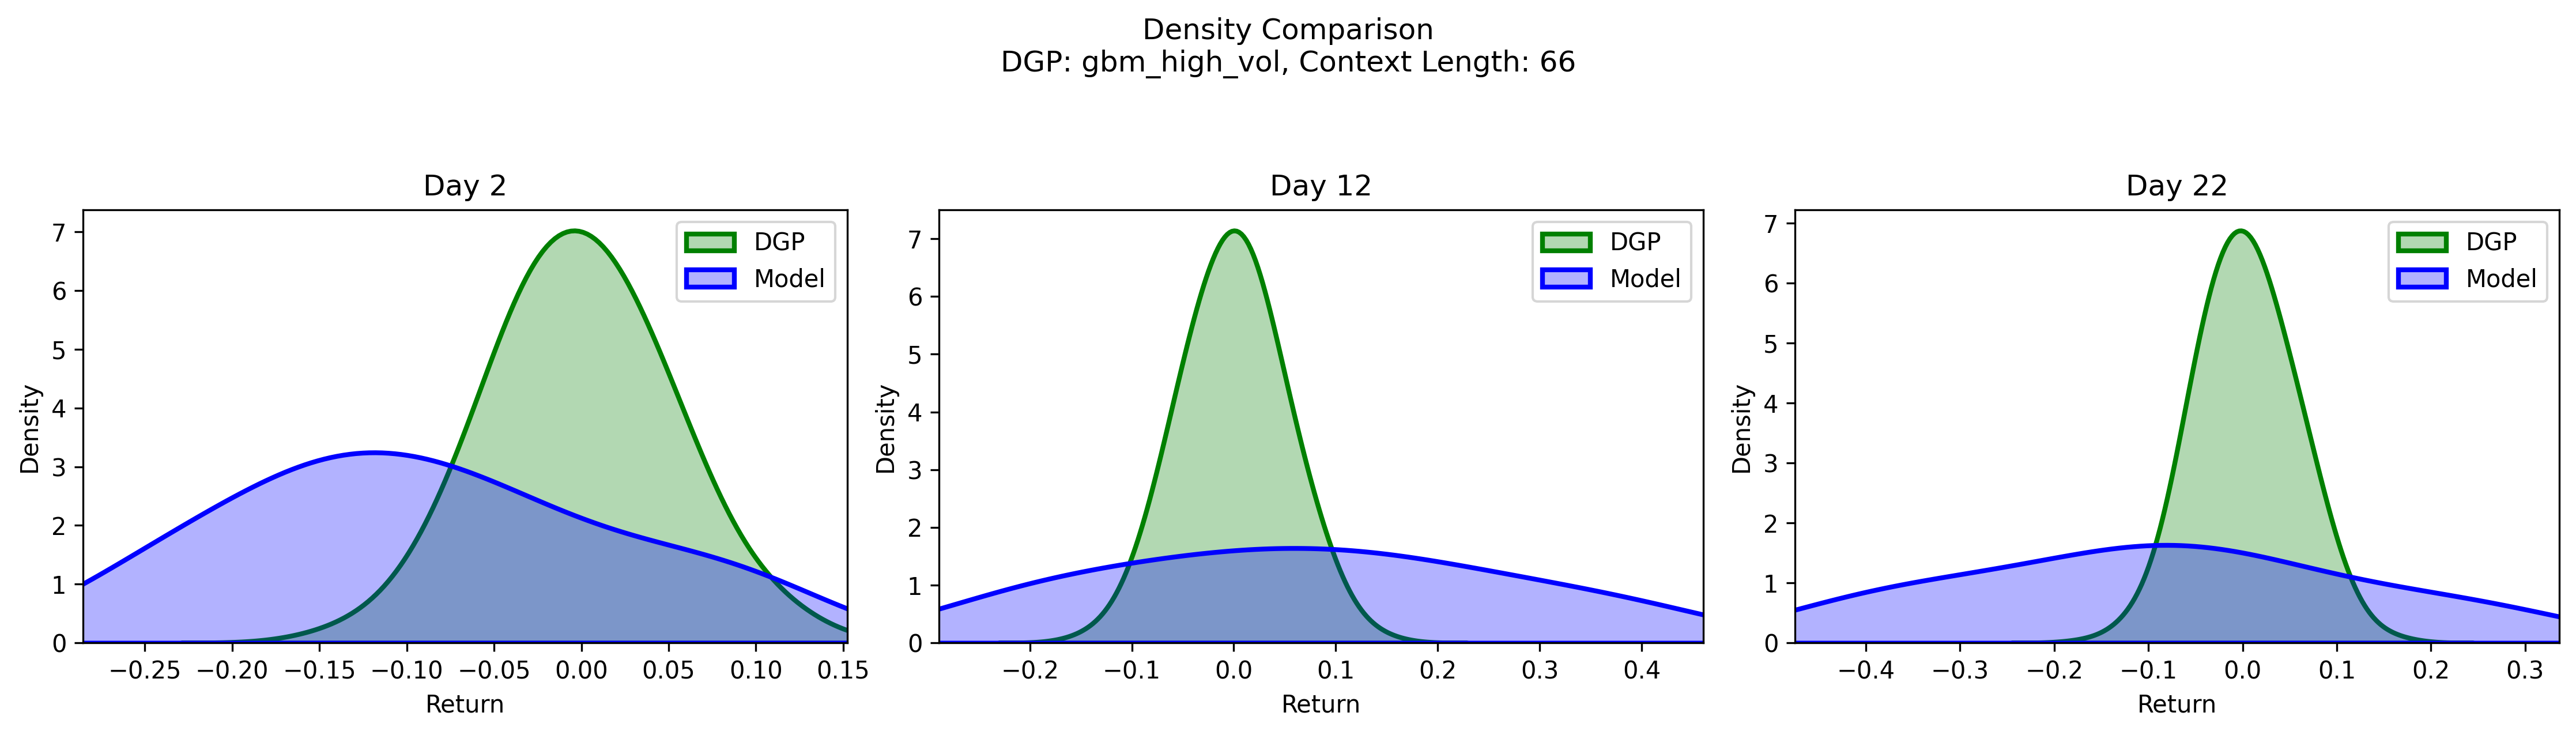 Density Comparison
DGP: gbm_high_vol, Context Length: 66
Day 2
7
6
5
4
3
2
1
0
Density
−0.25 −0.20 −0.15 −0.10 −0.05 0.00 0.05 0.10 0.15
Return
DGP
Model
Day 12
7
6
5
4
3
2
1
0
Density
−0.2 −0.1 0.0 0.1 0.2 0.3 0.4
Return
DGP
Model
Day 22
7
6
5
4
3
2
1
0
Density
−0.4 −0.3 −0.2 −0.1 0.0 0.1 0.2 0.3
Return
DGP
Model